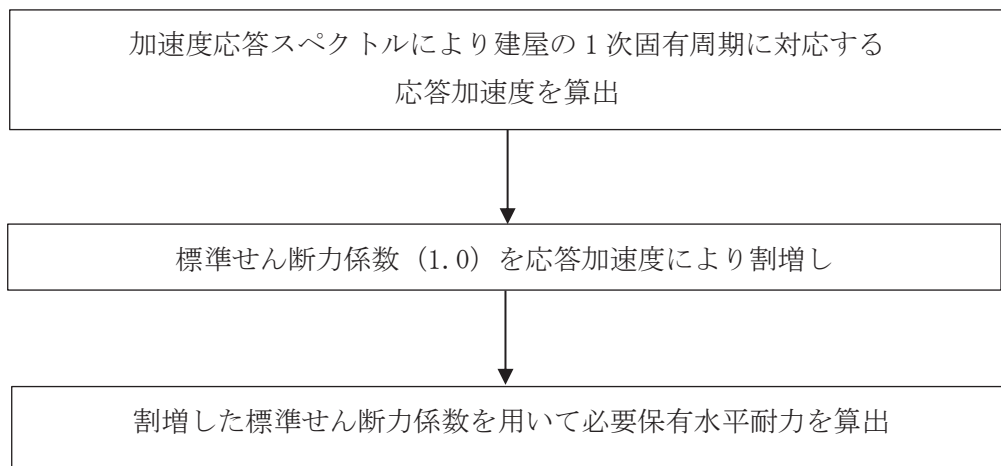 加速度応答スペクトルにより建屋の 1 次固有周期に対応する
応答加速度を算出
標準せん断力係数（1.0）を応答加速度により割増し
割増した標準せん断力係数を用いて必要保有水平耐力を算出